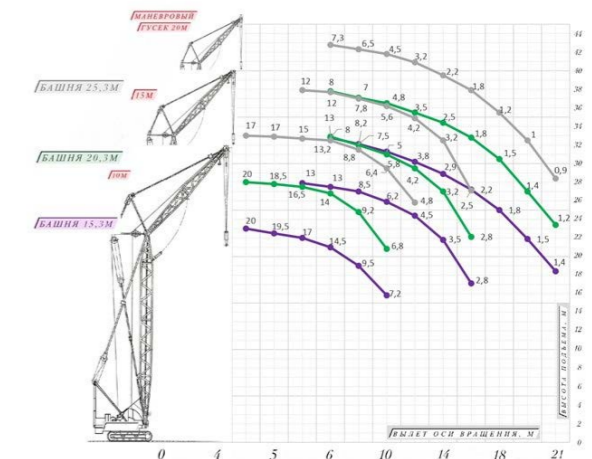 МАНЕВРОВЫЙ
ГУСЕК 20М
БАШНЯ 25,3М
15М
БАШНЯ 20,3М
10М
БАШНЯ 15,3М
7,3 6,5 4,5 3,2 2,2 1,8 1,2 1 0,9
12 8 7 4,8 3,5 2,5 1,8 1,5 1,4 1,2
12 7,8 5,6 4,2 3,2 2,2
13 8 8,2 7,5 5 3,8 2,9 1,8 1,5 1,4
17 17 15 13,2 8,8 6,4 4,8
5,8 4,2 3,2 2,5 2,8
20 18,5 16,5 14 9,2 6,8
13 13 8,5 6,2 4,5 3,5 2,8
20 19,5 17 14,5 9,5 7,2
44
42
40
38
36
34
32
30
28
26
24
22
20
18
16
14
12
10
8
6
4
2
0
ВЫСОТА ПОДЪЕМА, М
ВЫЛЕТ ОСИ ВРАЩЕНИЯ, М
0 4 5 6 10 14 18 21